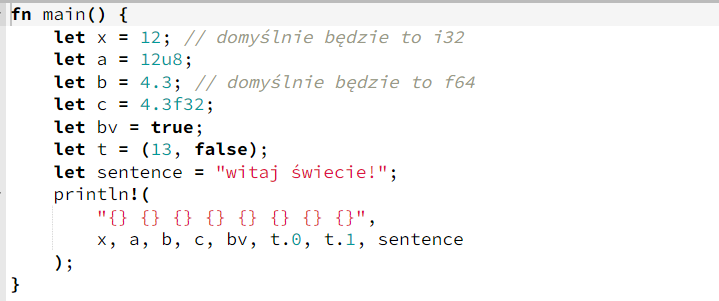 fn main() {
    let x = 12; // domyślnie będzie to i32
    let a = 12u8;
    let b = 4.3; // domyślnie będzie to f64
    let c = 4.3f32;
    let bv = true;
    let t = (13, false);
    let sentence = "witaj świecie!";
    println!(
        "{} {} {} {} {} {} {} {}",
        x, a, b, c, bv, t.0, t.1, sentence
    );
}